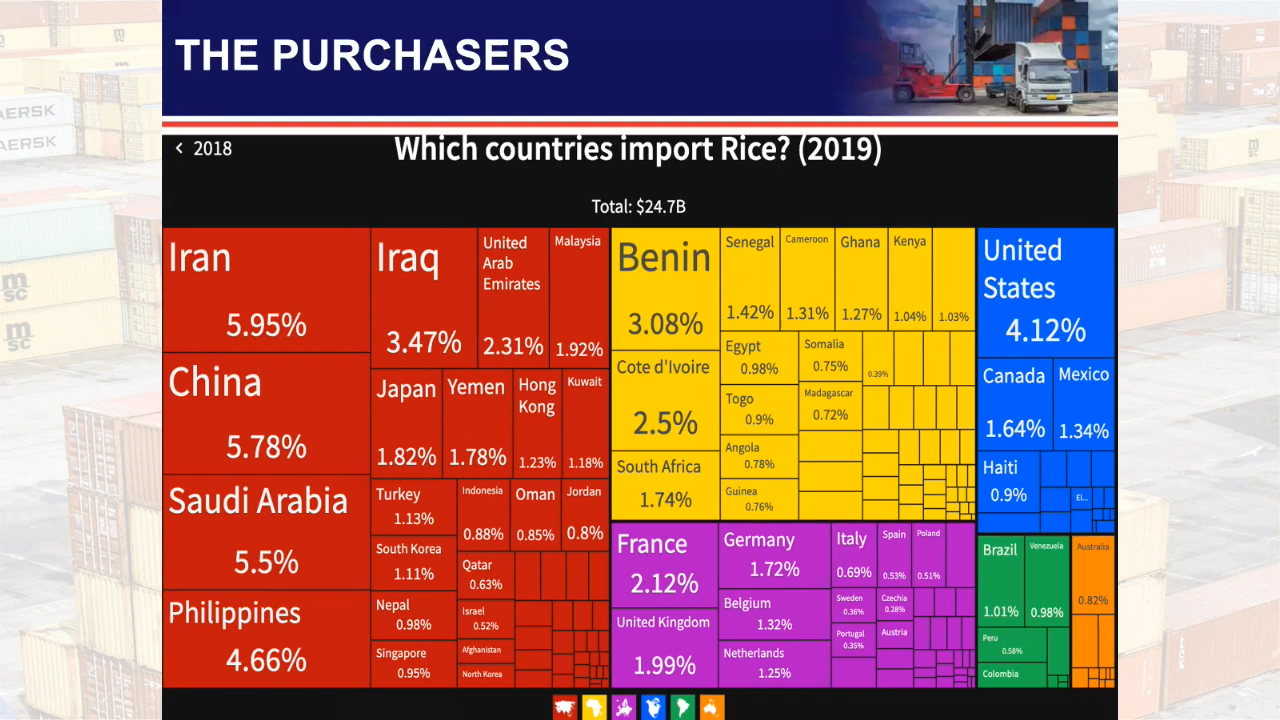 THE PURCHASERS
< 2018
Which countries import Rice? (2019)
Total: $24.7B
Iran
5.95%
China
5.78%
Saudi Arabia
5.5%
Philippines
4.66%
Iraq
3.47%
United
Arab
Emirates
2.31%
Malaysia
1.92%
Japan
1.82%
Yemen
1.78%
Hong
Kong
1.23%
Kuwait
1.18%
Turkey
1.13%
South Korea
1.11%
Nepal
0.98%
Singapore
0.95%
Indonesia
0.88%
Oman
0.85%
Jordan
0.8%
Qatar
0.63%
Israel
0.52%
Afghanistan
North Korea
Benin
3.08%
Cote d'Ivoire
2.5%
South Africa
1.74%
Senegal
1.42%
Cameroon
1.31%
Ghana
1.27%
Kenya
1.04%
1.03%
Egypt
0.98%
Togo
0.9%
Angola
0.78%
Guinea
0.76%
Somalia
0.75%
Madagascar
0.72%
0.39%
France
2.12%
United Kingdom
1.99%
Germany
1.72%
Belgium
1.32%
Netherlands
1.25%
Italy
0.69%
Spain
0.53%
Poland
0.51%
Sweden
0.36%
Czechia
0.28%
Portugal
0.35%
Austria
United
States
4.12%
Canada
1.64%
Mexico
1.34%
Haiti
0.9%
El...
Brazil
1.01%
Venezuela
0.98%
Peru
0.58%
Colombia
Australia
0.82%
AERSK
AERSK
m
sc
m
sc